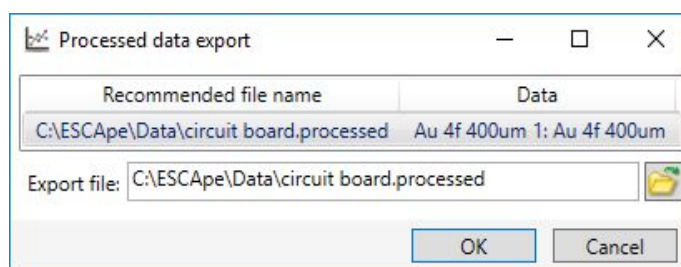 Processed data export
Recommended file name Data
C:\ESCApe\Data\circuit board.processed Au 4f 400um 1: Au 4f 400um
Export file: C:\ESCApe\Data\circuit board.processed
OK Cancel